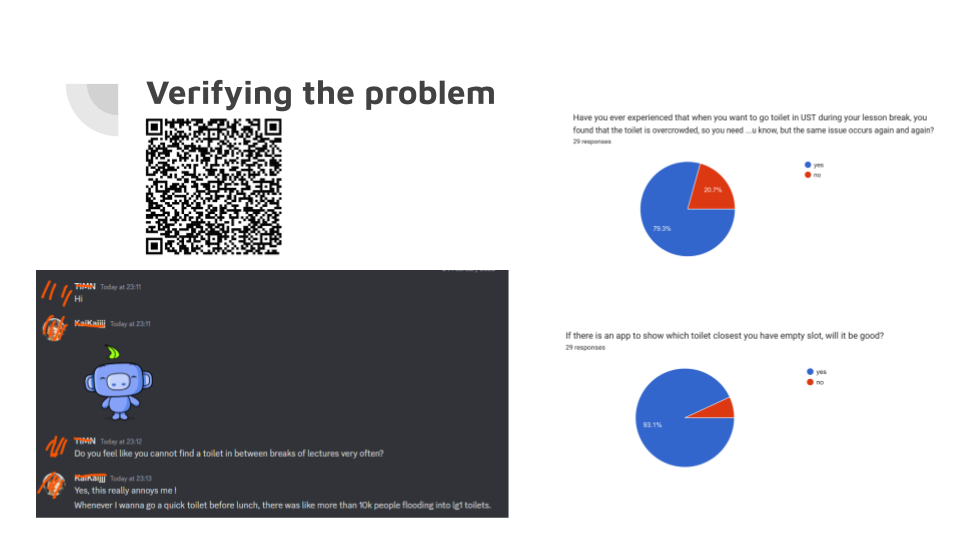 Verifying the problem
Today at 23:11
Hi
KaiKaiijj Today at 23:11
TIMN Today at 23:12
Do you feel like you cannot find a toilet in between breaks of lectures very often?
Today at 23:13
Yes, this really annoys me !
Whenever I wanna go a quick toilet before lunch, there was like more than 10k people flooding into lg1 toilets.
Have you ever experienced that when you want to go toilet in UST during your lesson break, you
found that the toilet is overcrowded, so you need ...u know, but the same issue occurs again and again?
29 responses
yes
no
20.7%
79.3%
If there is an app to show which toilet closest you have empty slot, will it be good?
29 responses
yes
no
93.1%